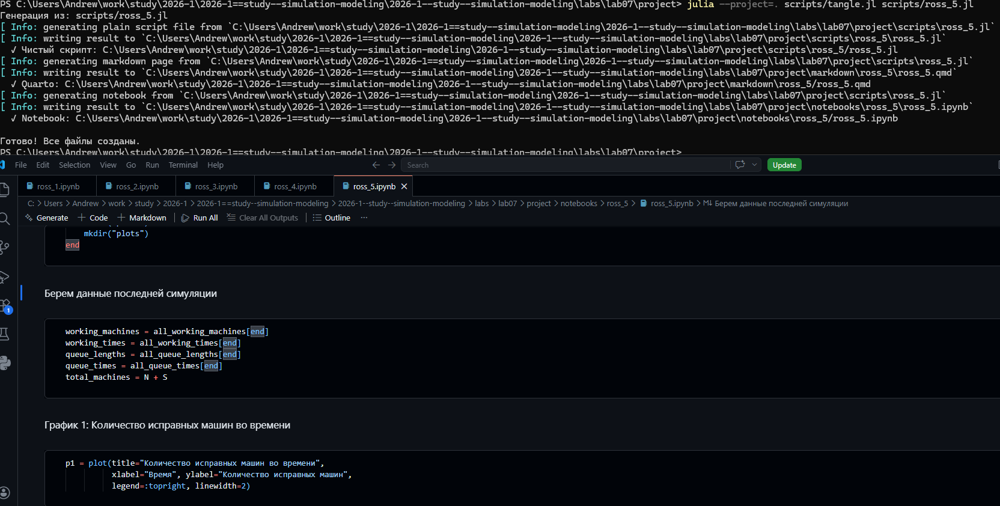 PS C:\Users\Andrew\work\study\2026-1\2026-1==study--simulation-modeling\2026-1--study--simulation-modeling\labs\lab07\project> julia --project=. scripts/tangle.jl scripts/ross_5.jl
Генерация из: scripts/ross_5.jl
[ Info: generating plain script file from `C:\Users\Andrew\work\study\2026-1\2026-1==study--simulation-modeling\2026-1--study--simulation-modeling\labs\lab07\project\scripts\ross_5.jl`
[ Info: writing result to `C:\Users\Andrew\work\study\2026-1\2026-1==study--simulation-modeling\2026-1--study--simulation-modeling\labs\lab07\project\scripts\ross_5\ross_5.jl`
✓ Чистый скрипт: C:\Users\Andrew\work\study\2026-1\2026-1==study--simulation-modeling\2026-1--study--simulation-modeling\labs\lab07\project\scripts\ross_5/ross_5.jl
[ Info: generating markdown page from `C:\Users\Andrew\work\study\2026-1\2026-1==study--simulation-modeling\2026-1--study--simulation-modeling\labs\lab07\project\scripts\ross_5.jl`
[ Info: writing result to `C:\Users\Andrew\work\study\2026-1\2026-1==study--simulation-modeling\2026-1--study--simulation-modeling\labs\lab07\project\markdown\ross_5\ross_5.qmd`
✓ Quarto: C:\Users\Andrew\work\study\2026-1\2026-1==study--simulation-modeling\2026-1--study--simulation-modeling\labs\lab07\project\markdown\ross_5/ross_5.qmd
[ Info: generating notebook from `C:\Users\Andrew\work\study\2026-1\2026-1==study--simulation-modeling\2026-1--study--simulation-modeling\labs\lab07\project\scripts\ross_5.jl`
[ Info: writing result to `C:\Users\Andrew\work\study\2026-1\2026-1==study--simulation-modeling\2026-1--study--simulation-modeling\labs\lab07\project\notebooks\ross_5\ross_5.ipynb`
✓ Notebook: C:\Users\Andrew\work\study\2026-1\2026-1==study--simulation-modeling\2026-1--study--simulation-modeling\labs\lab07\project\notebooks\ross_5/ross_5.ipynb
Готово! Все файлы созданы.
PS C:\Users\Andrew\work\study\2026-1\2026-1==study--simulation-modeling\2026-1--study--simulation-modeling\labs\lab07\project>
File Edit Selection View Go Run Terminal Help Search Update
ross_1.ipynb ross_2.ipynb ross_3.ipynb ross_4.ipynb ross_5.ipynb
C: > Users > Andrew > work > study > 2026-1 > 2026-1==study--simulation-modeling > 2026-1--study--simulation-modeling > labs > lab07 > project > notebooks > ross_5 > ross_5.ipynb > M↓ Берем данные последней симуляции
Generate + Code + Markdown Run All Clear All Outputs Outline ...
mkdir("plots")
end
Берем данные последней симуляции
1
working_machines = all_working_machines[end]
working_times = all_working_times[end]
queue_lengths = all_queue_lengths[end]
queue_times = all_queue_times[end]
total_machines = N + S
График 1: Количество исправных машин во времени
p1 = plot(title="Количество исправных машин во времени",
xlabel="Время", ylabel="Количество исправных машин",
legend=:topright, linewidth=2)